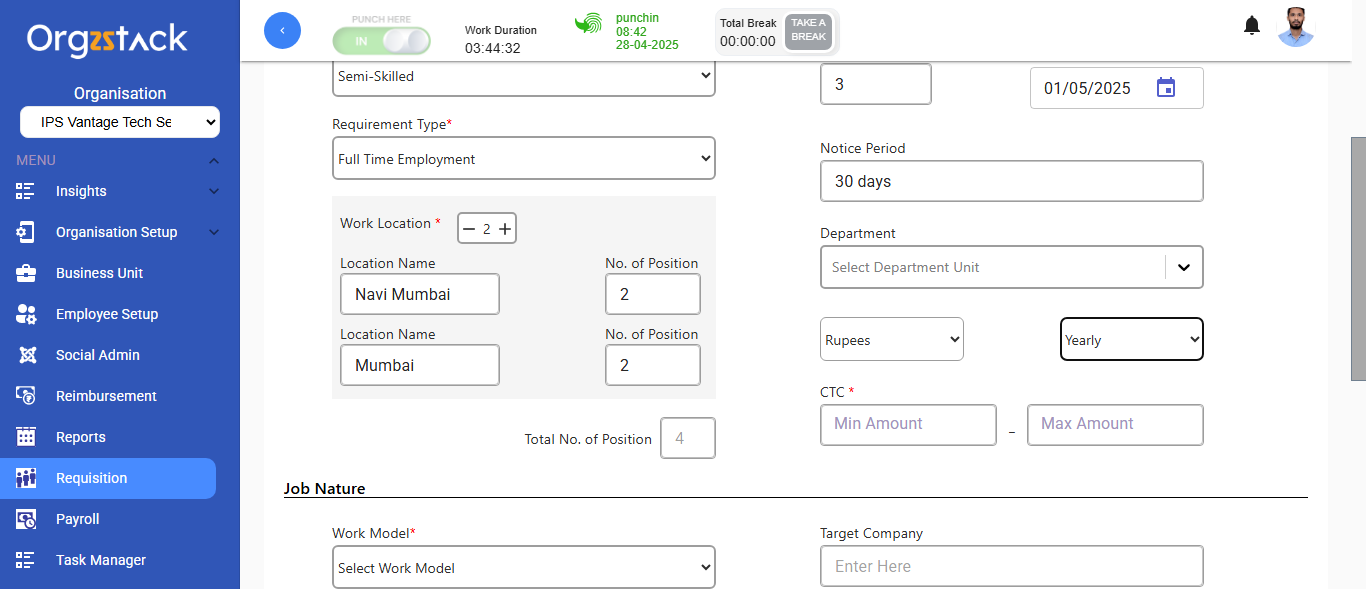 Orgzstack
Organisation
IPS Vantage Tech Se
MENU
Insights
Organisation Setup
Business Unit
Employee Setup
Social Admin
Reimbursement
Reports
Requisition
Payroll
Task Manager
PUNCH HERE
IN
Work Duration
03:44:32
punchin
08:42
28-04-2025
Total Break
00:00:00
TAKE A
BREAK
Semi-Skilled
Requirement Type*
Full Time Employment
Work Location *
2
Location Name
No. of Position
Navi Mumbai
2
Location Name
No. of Position
Mumbai
2
Total No. of Position
4
3
01/05/2025
Notice Period
30 days
Department
Select Department Unit
Rupees
Yearly
CTC *
Min Amount
–
Max Amount
Job Nature
Work Model*
Select Work Model
Target Company
Enter Here